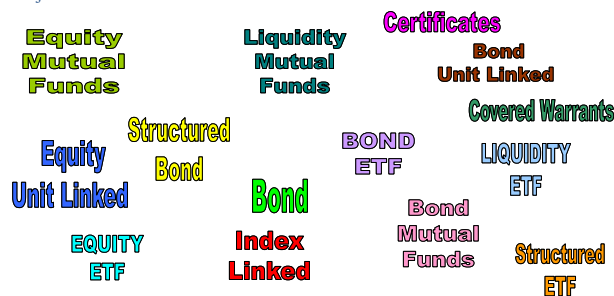 Certificates
Equity
Mutual
Funds
Liquidity
Mutual
Funds
Bond
Unit Linked
Covered Warrants
Structured
Bond
BOND
ETF
Equity
Unit Linked
LIQUIDITY
ETF
Bond
Bond
Mutual
Funds
EQUITY
ETF
Index
Linked
Structured
ETF